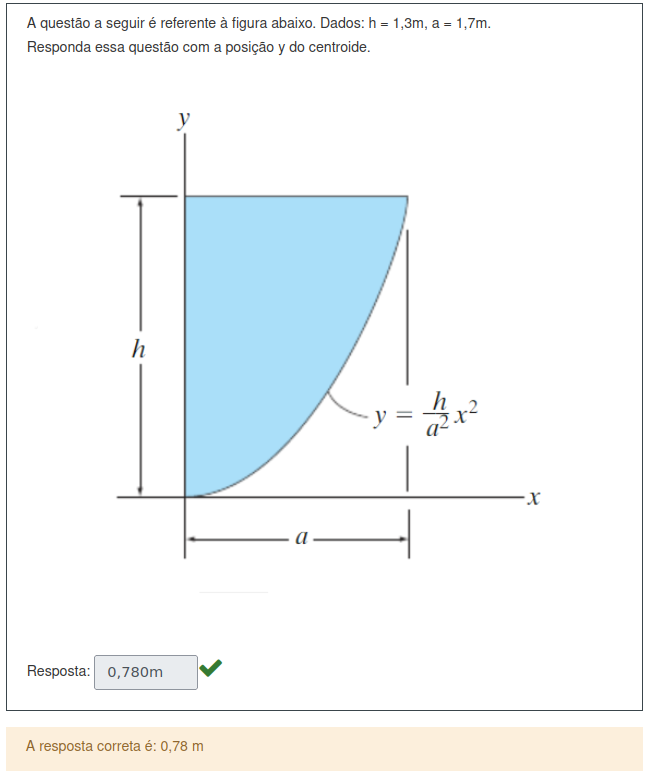 A questão a seguir é referente à figura abaixo. Dados: h = 1,3m, a = 1,7m.
Responda essa questão com a posição y do centroide.
y
h
y = h/a² x²
x
a
Resposta: 0,780m
A resposta correta é: 0,78 m